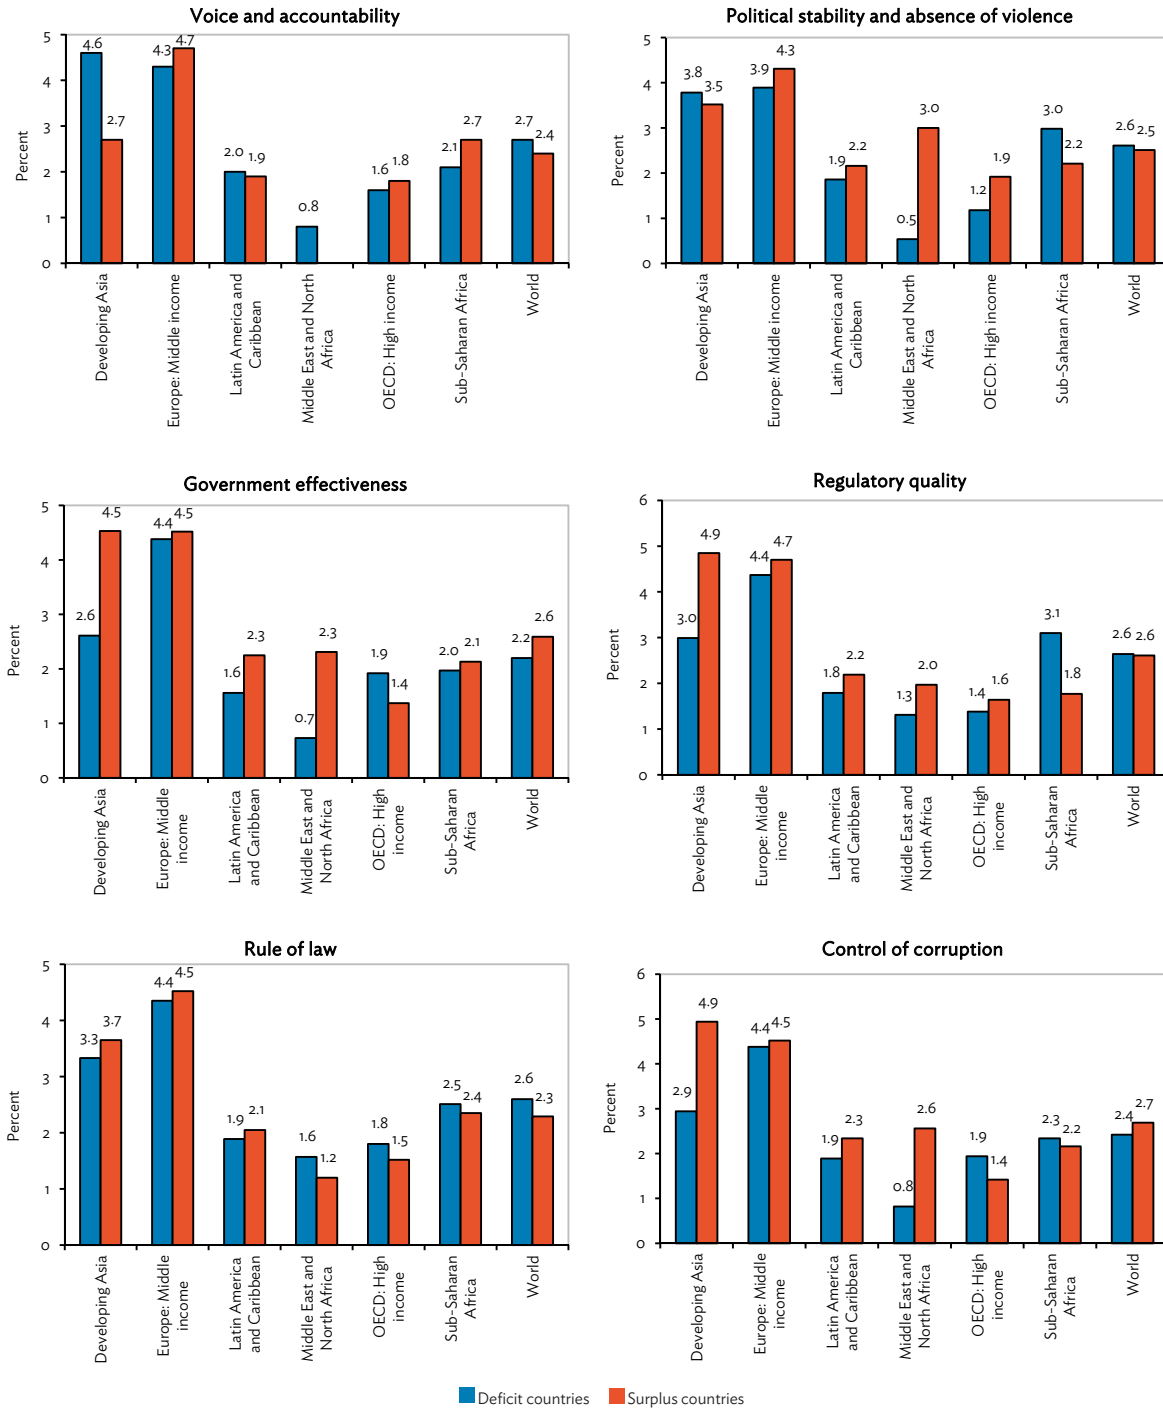 Voice and accountability
5
4
3
2
1
0
Percent
4.6
2.7
4.3
4.7
2.0
1.9
0.8
1.6
1.8
2.1
2.7
2.7
2.4
Developing Asia
Europe: Middle income
Latin America and
Caribbean
Middle East and North
Africa
OECD: High income
Sub-Saharan Africa
World
Political stability and absence of violence
5
4
3
2
1
0
Percent
3.8
3.5
3.9
4.3
1.9
2.2
0.5
3.0
1.2
1.9
3.0
2.2
2.6
2.5
Developing Asia
Europe: Middle income
Latin America and
Caribbean
Middle East and North
Africa
OECD: High income
Sub-Saharan Africa
World
Government effectiveness
5
4
3
2
1
0
Percent
2.6
4.5
4.4
4.5
1.6
2.3
0.7
2.3
1.9
1.4
2.0
2.1
2.2
2.6
Developing Asia
Europe: Middle
income
Latin America
and Caribbean
Middle East and
North Africa
OECD: High
income
Sub-Saharan
Africa
World
Regulatory quality
6
5
4
3
2
1
0
Percent
3.0
4.9
4.4
4.7
1.8
2.2
1.3
2.0
1.4
1.6
3.1
1.8
2.6
2.6
Developing Asia
Europe: Middle
income
Latin America
and Caribbean
Middle East and
North Africa
OECD: High
income
Sub-Saharan
Africa
World
Rule of law
5
4
3
2
1
0
Percent
3.3
3.7
4.4
4.5
1.9
2.1
1.6
1.2
1.8
1.5
2.5
2.4
2.6
2.3
Developing Asia
Europe: Middle
income
Latin America
and Caribbean
Middle East and
North Africa
OECD: High
income
Sub-Saharan
Africa
World
Control of corruption
6
5
4
3
2
1
0
Percent
2.9
4.9
4.4
4.5
1.9
2.3
0.8
2.6
1.9
1.4
2.3
2.2
2.4
2.7
Developing Asia
Europe: Middle
income
Latin America
and Caribbean
Middle East and
North Africa
OECD: High
income
Sub-Saharan
Africa
World
Deficit countries
Surplus countries